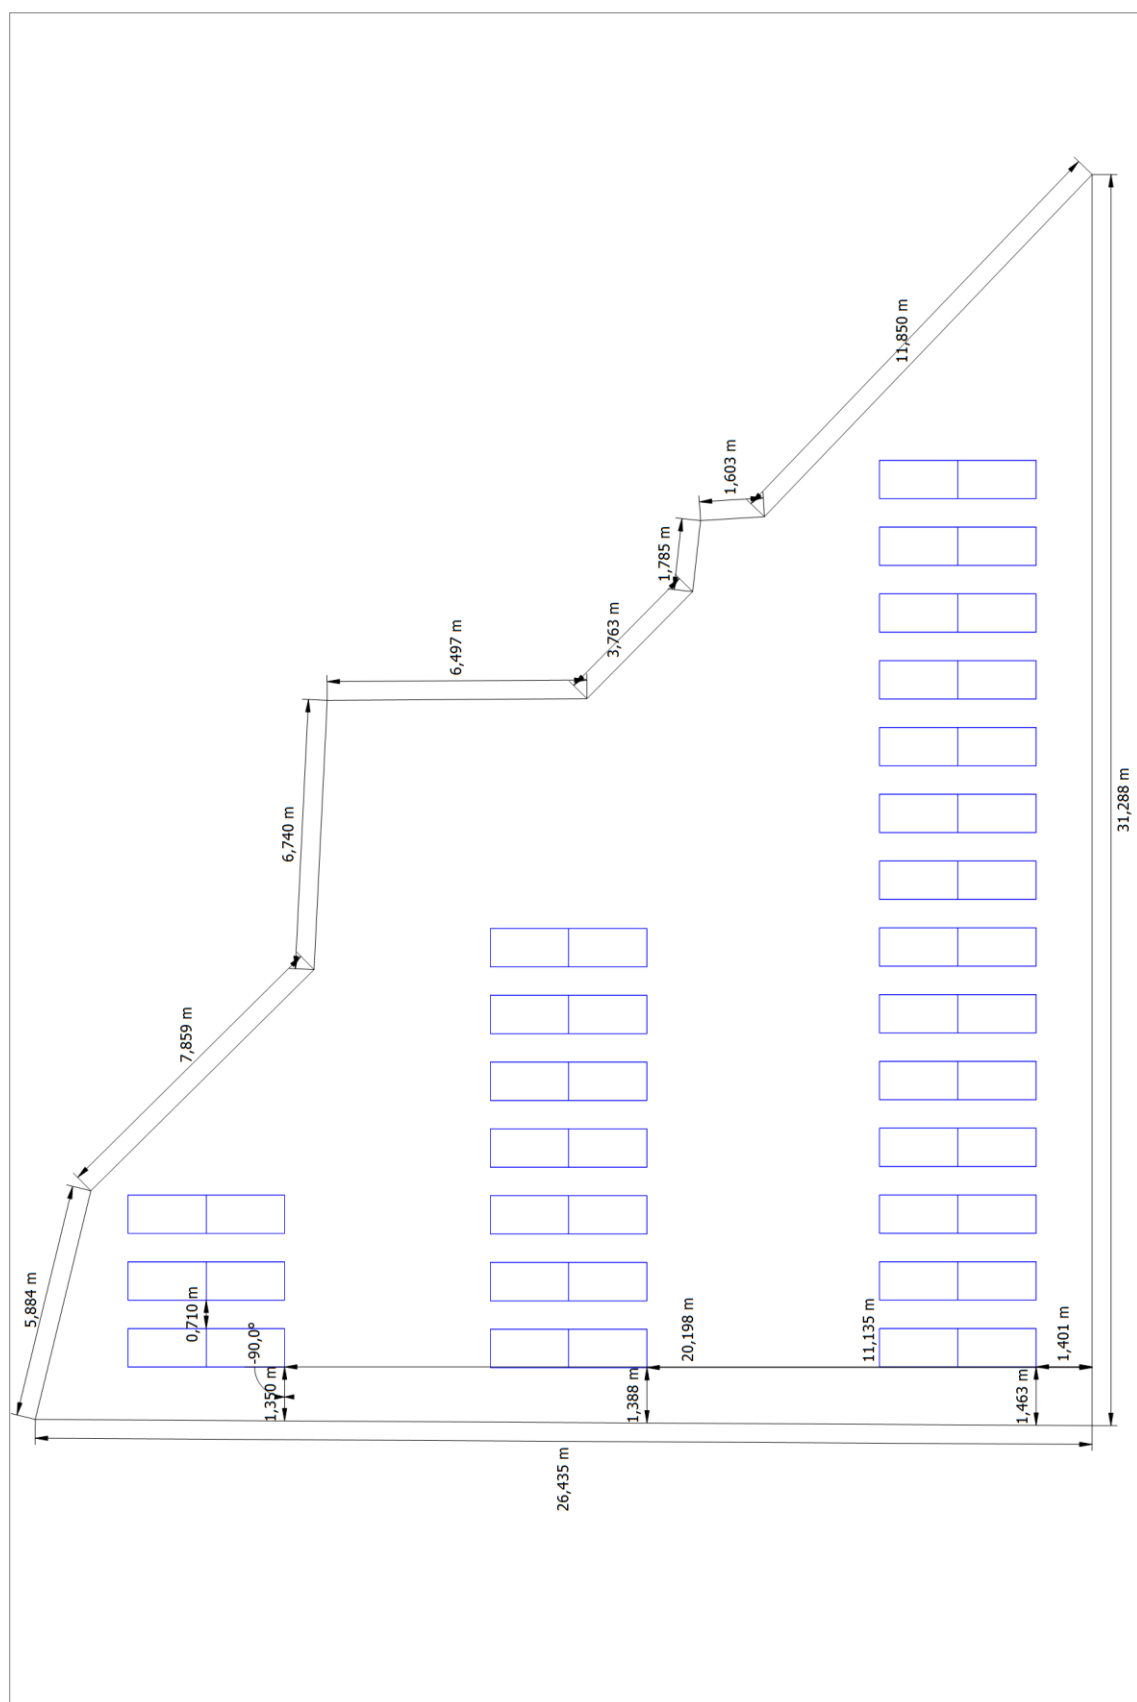 11,850 m
1,603 m
1,785 m
3,763 m
6,497 m
6,740 m
7,859 m
5,884 m
31,288 m
0,710 m
-90,0°
1,350 m
20,198 m
11,135 m
1,401 m
1,388 m
1,463 m
26,435 m